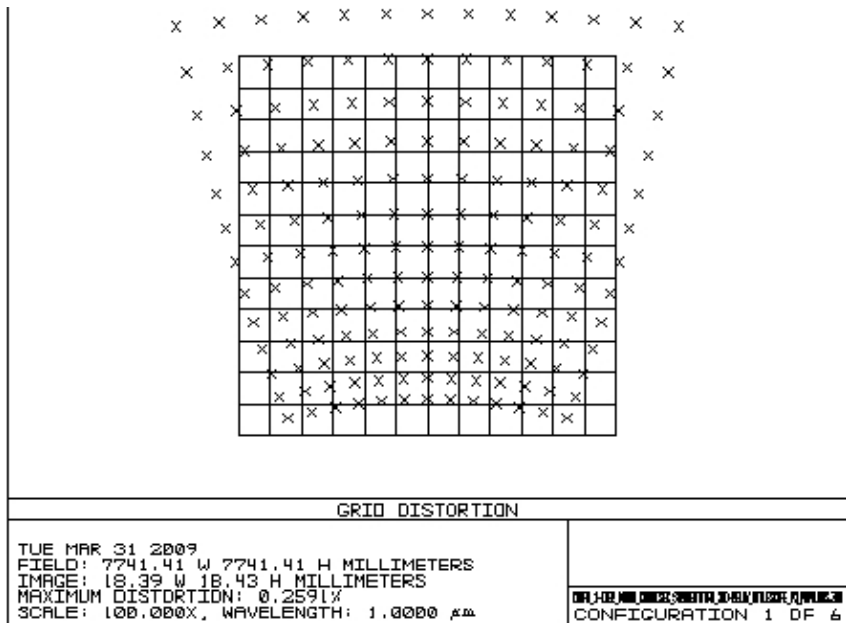 GRID DISTORTION
TUE MAR 31 2009
FIELD: 7741.41 W 7741.41 H MILLIMETERS
IMAGE: 18.39 W 18.43 H MILLIMETERS
MAXIMUM DISTORTION: 0.2591%
SCALE: 100.000X, WAVELENGTH: 1.0000 µm
CONFIGURATION 1 OF 6